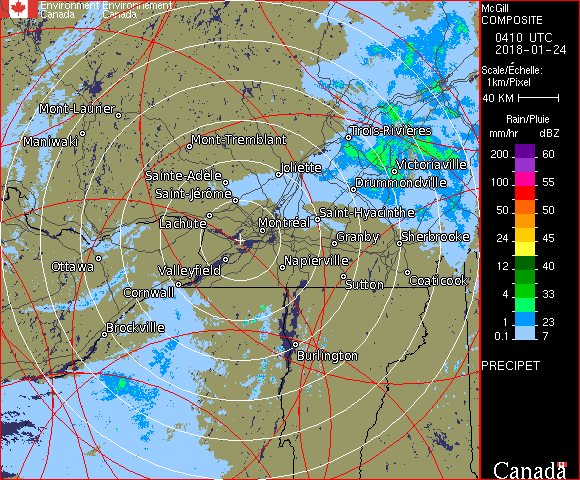 Environment Environnement
Canada Canada
McGill
COMPOSITE
0410 UTC
2018-01-24
Scale/Échelle:
1km/Pixel
40 KM
Rain/Pluie
mm/hr dBZ
200 60
100 55
50 50
24 45
12 40
4 33
1 23
0.1 7
PRECIPET
Canada
Mont-Laurier
Maniwaki
Mont-Tremblant
Trois-Rivières
Victoriaville
Joliette
Sainte-Adèle
Drummondville
Saint-Jérôme
Lachute
Saint-Hyacinthe
Montréal
Granby
Sherbrooke
Ottawa
Valleyfield
Napierville
Sutton
Coaticook
Cornwall
Brockville
Burlington